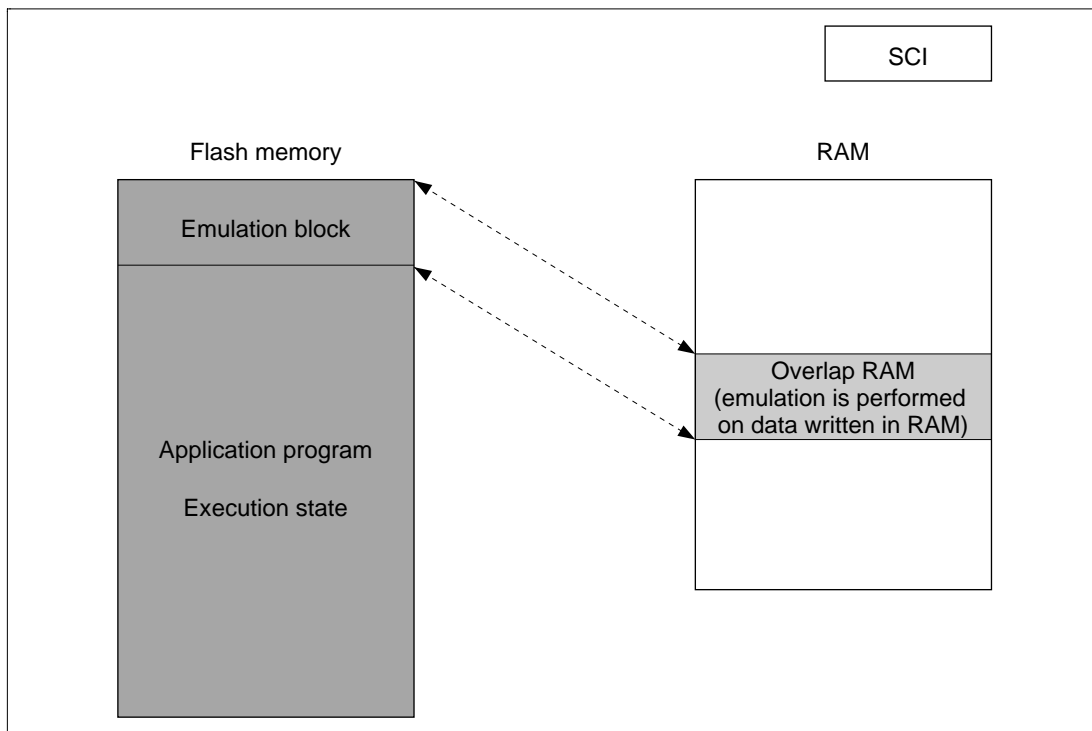 SCI
Flash memory
RAM
Emulation block
Overlap RAM
(emulation is performed
on data written in RAM)
Application program
Execution state